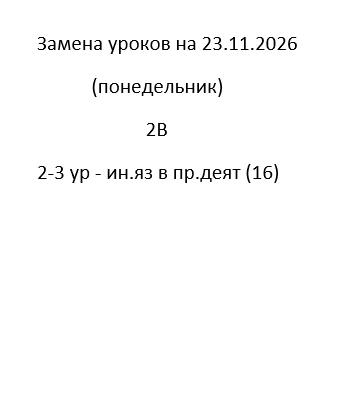 Замена уроков на 23.11.2026
(понедельник)
2В
2-3 ур - ин.яз в пр.деят (16)